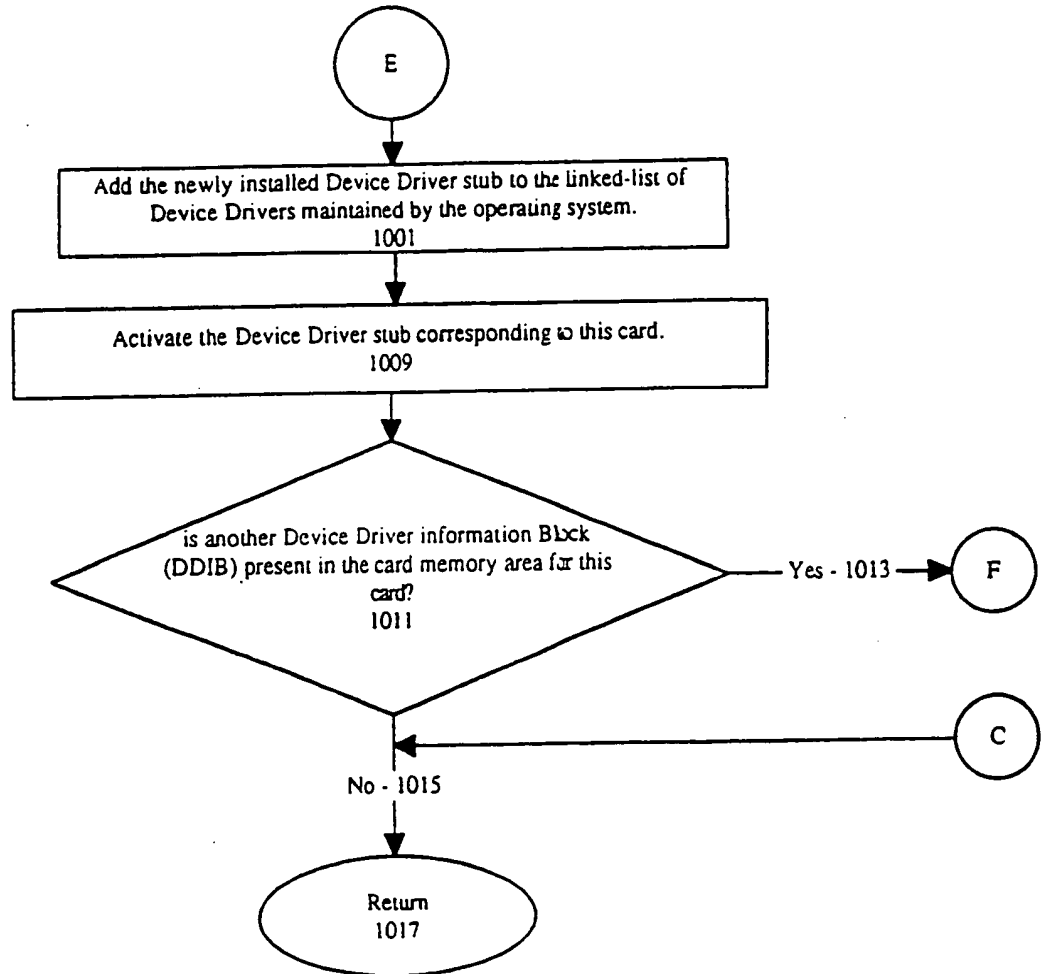 E
Add the newly installed Device Driver stub to the linked-list of
Device Drivers maintained by the operating system.
1001
Activate the Device Driver stub corresponding to this card.
1009
is another Device Driver information Block
(DDIB) present in the card memory area for this
card?
1011
Yes - 1013
F
C
No - 1015
Return
1017